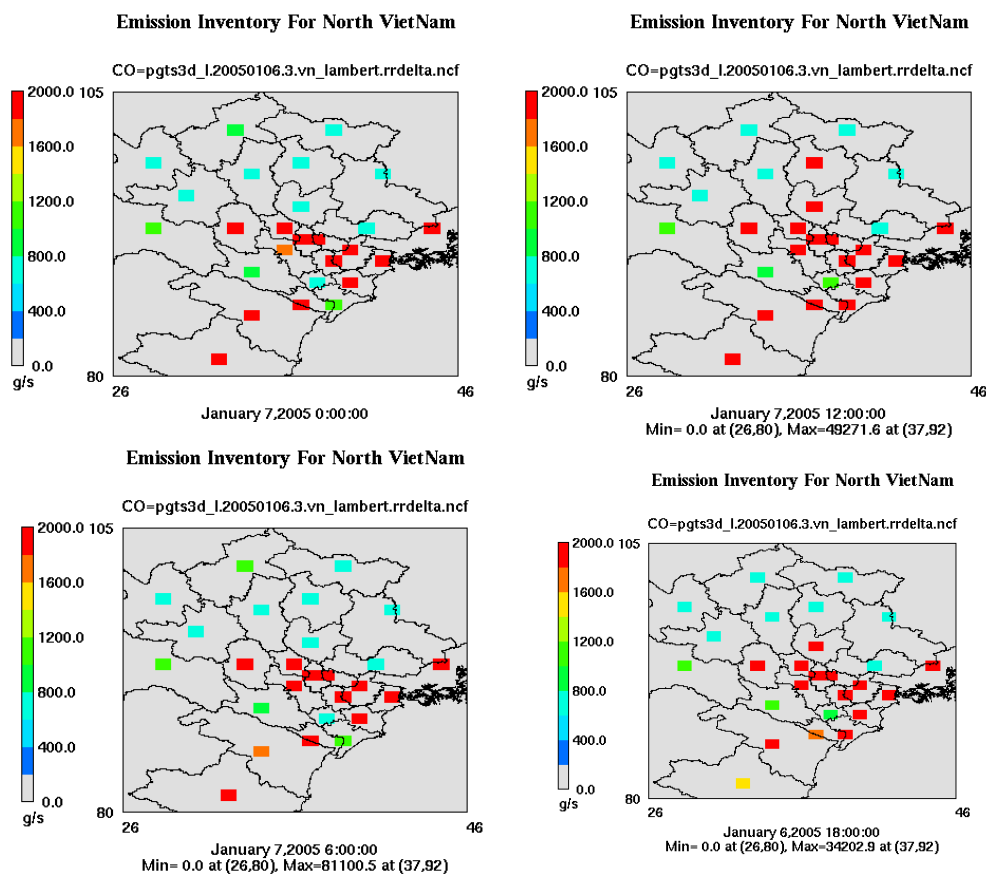 Emission Inventory For North VietNam
CO=pgts3d_l.20050106.3.vn_lambert.rrdelta.ncf
2000.0
1600.0
1200.0
800.0
400.0
0.0
g/s
105
80
26
46
January 7,2005 0:00:00
Emission Inventory For North VietNam
CO=pgts3d_l.20050106.3.vn_lambert.rrdelta.ncf
2000.0
1600.0
1200.0
800.0
400.0
0.0
g/s
105
80
26
46
January 7,2005 12:00:00
Min= 0.0 at (26,80), Max=49271.6 at (37,92)
Emission Inventory For North VietNam
CO=pgts3d_l.20050106.3.vn_lambert.rrdelta.ncf
2000.0
1600.0
1200.0
800.0
400.0
0.0
g/s
105
80
26
46
January 7,2005 6:00:00
Min= 0.0 at (26,80), Max=81100.5 at (37,92)
Emission Inventory For North VietNam
CO=pgts3d_l.20050106.3.vn_lambert.rrdelta.ncf
2000.0
1600.0
1200.0
800.0
400.0
0.0
g/s
105
80
26
46
January 6,2005 18:00:00
Min= 0.0 at (26,80), Max=34202.9 at (37,92)